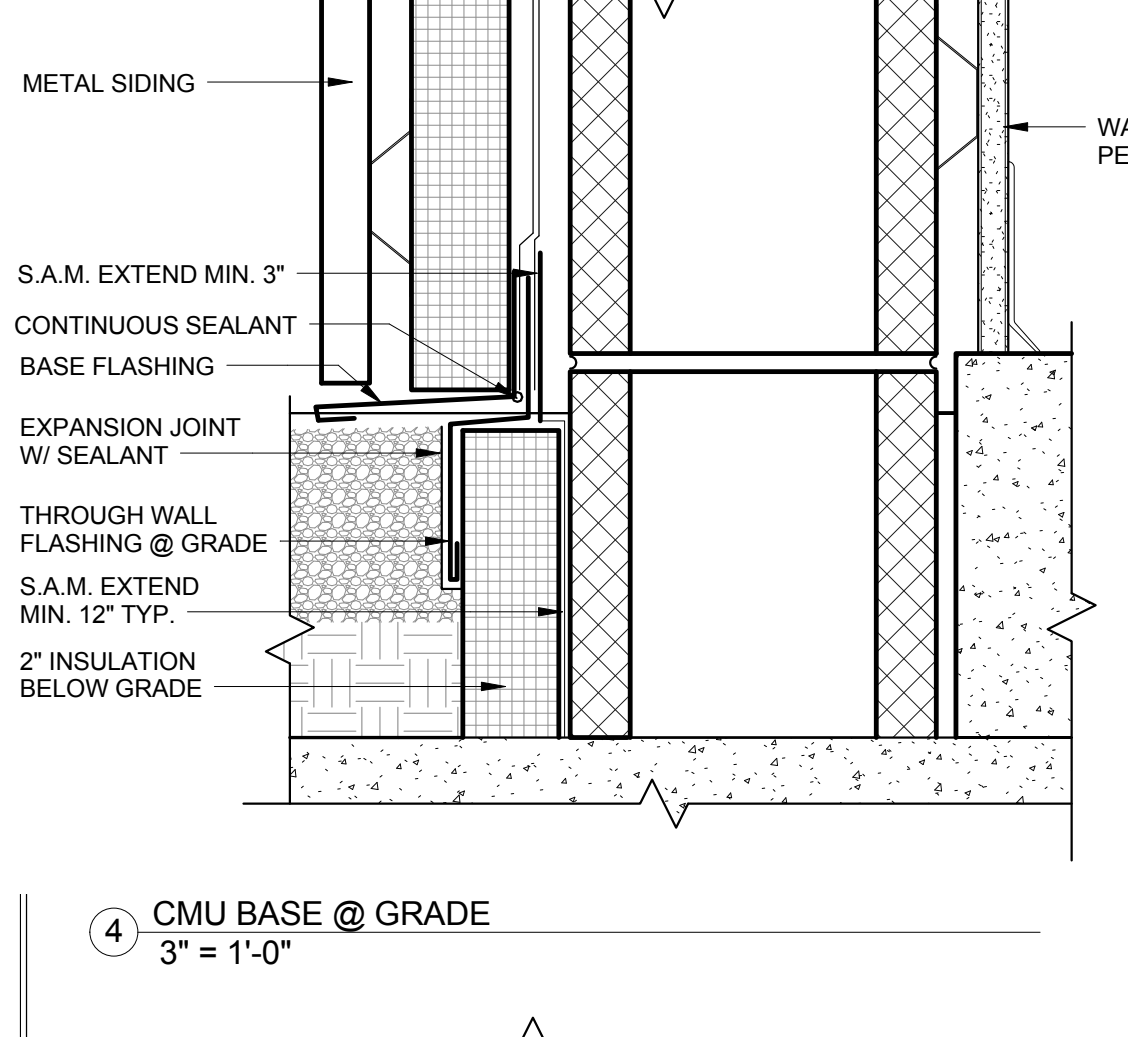 METAL SIDING
S.A.M. EXTEND MIN. 3"
CONTINUOUS SEALANT
BASE FLASHING
EXPANSION JOINT
W/ SEALANT
THROUGH WALL
FLASHING @ GRADE
S.A.M. EXTEND
MIN. 12" TYP.
2" INSULATION
BELOW GRADE
4
CMU BASE @ GRADE
3" = 1'-0"